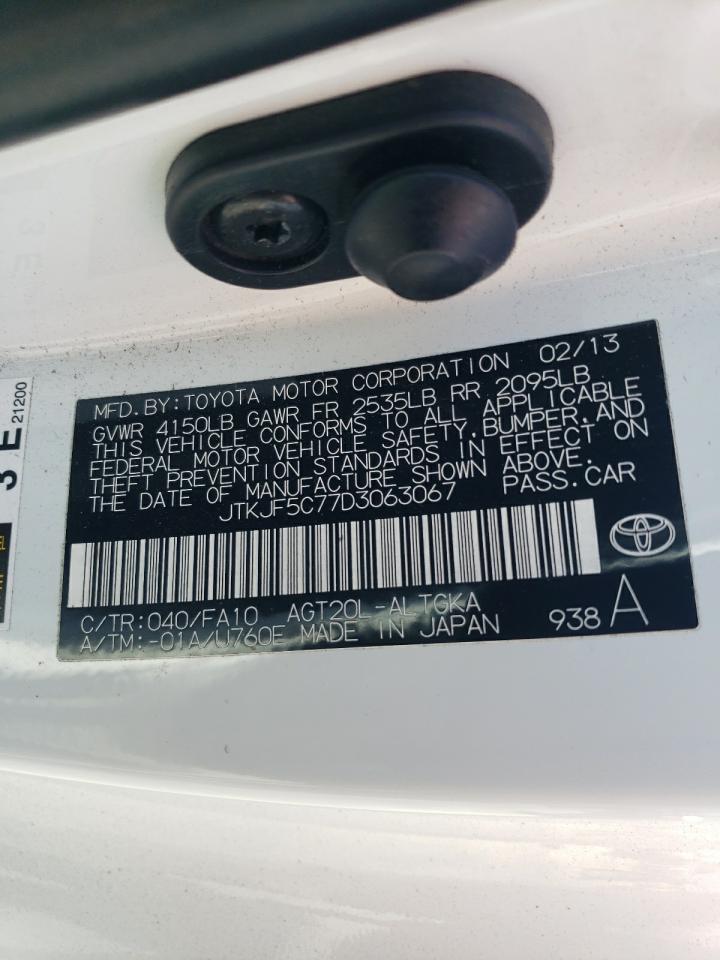 MFD.BY:TOYOTA MOTOR CORPORATION 02/13
GVWR 4150LB GAWR FR 2535LB RR 2095LB
THIS VEHICLE CONFORMS TO ALL APPLICABLE
FEDERAL MOTOR VEHICLE SAFETY,BUMPER,AND
THEFT PREVENTION STANDARDS IN EFFECT ON
THE DATE OF MANUFACTURE SHOWN ABOVE.
JTKJF5C77D3063067 PASS.CAR
C/TR:040/FA10 AGT20L-ALTGKA
A/TM:-01A/U760E MADE IN JAPAN 938 A
3 E
21200